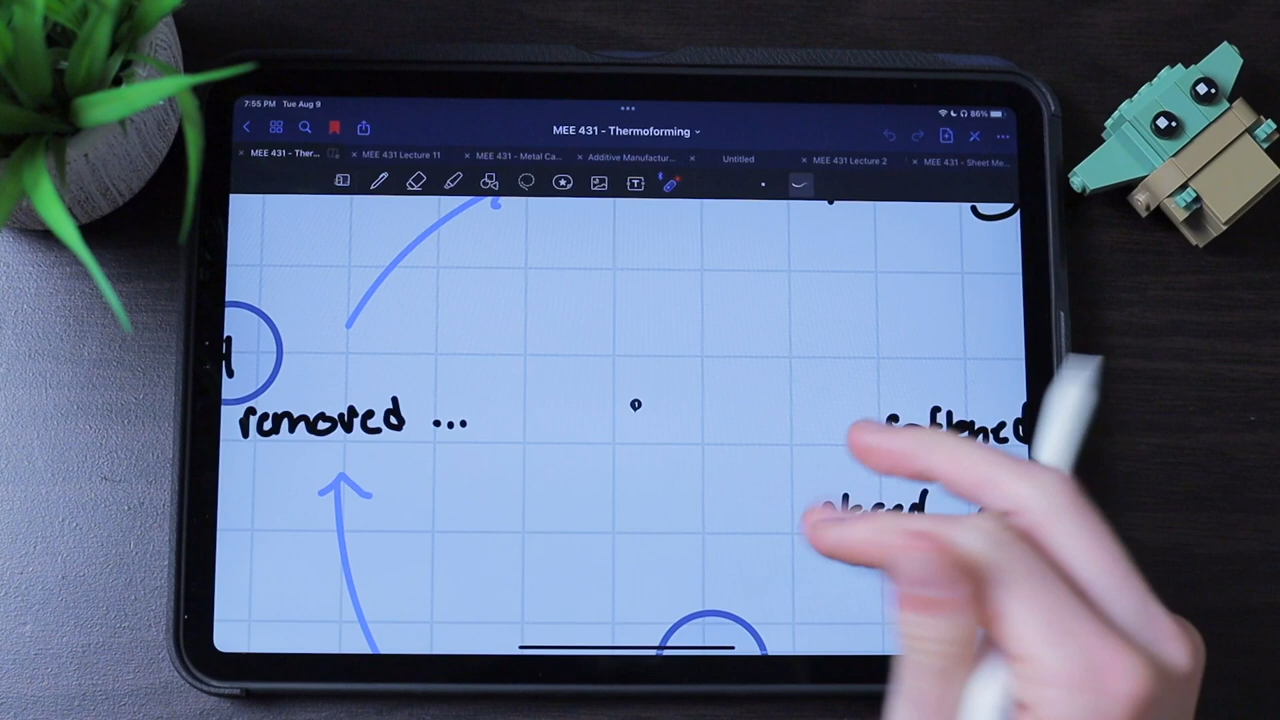 7:55 PM Tue Aug 9
86%
MEE 431 - Thermoforming
MEE 431 - Ther...
MEE 431 Lecture 11
MEE 431 - Metal Ca...
Additive Manufactur...
Untitled
MEE 431 Lecture 2
MEE 431 - Sheet Me...
4
removed ...
softened